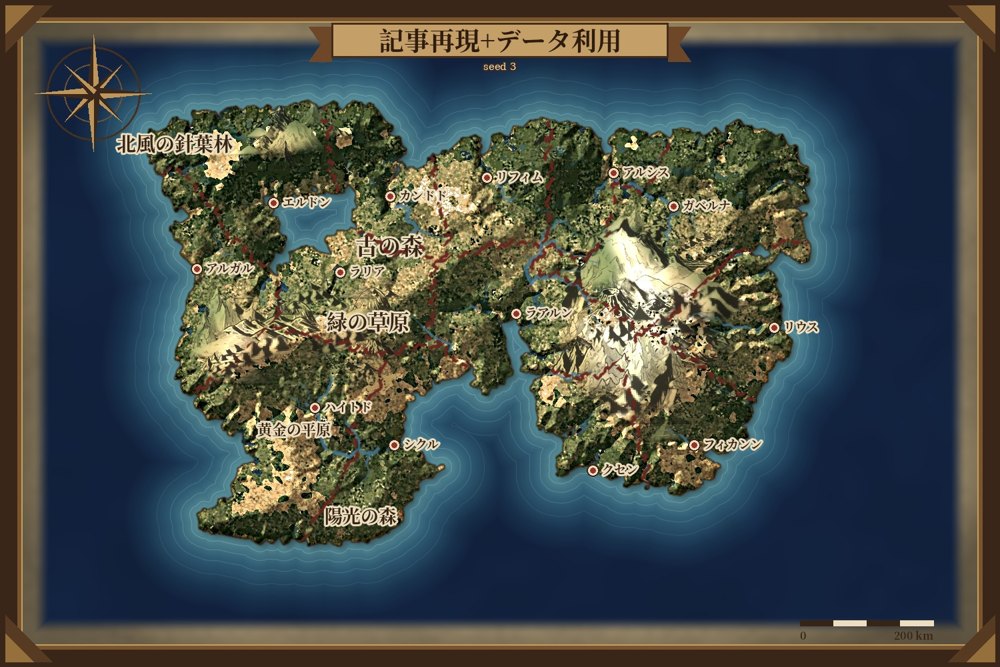 記事再現+データ利用
seed 3
北風の針葉林
アルシス
リフィム
カントド
エルドン
ガベルナ
古の森
アルガル
ラリア
ラアルン
緑の草原
リウス
ハイトド
黄金の平原
シクル
フィカンン
クセン
陽光の森
0 200 km